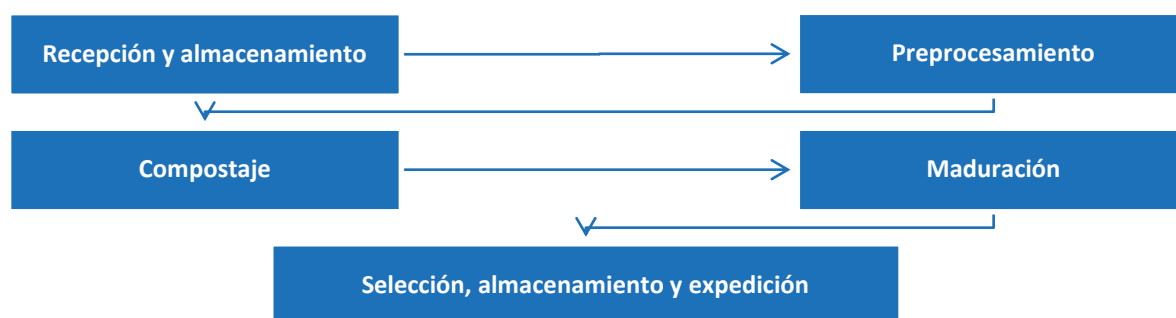 Recepción y almacenamiento
Preprocesamiento
Compostaje
Maduración
Selección, almacenamiento y expedición